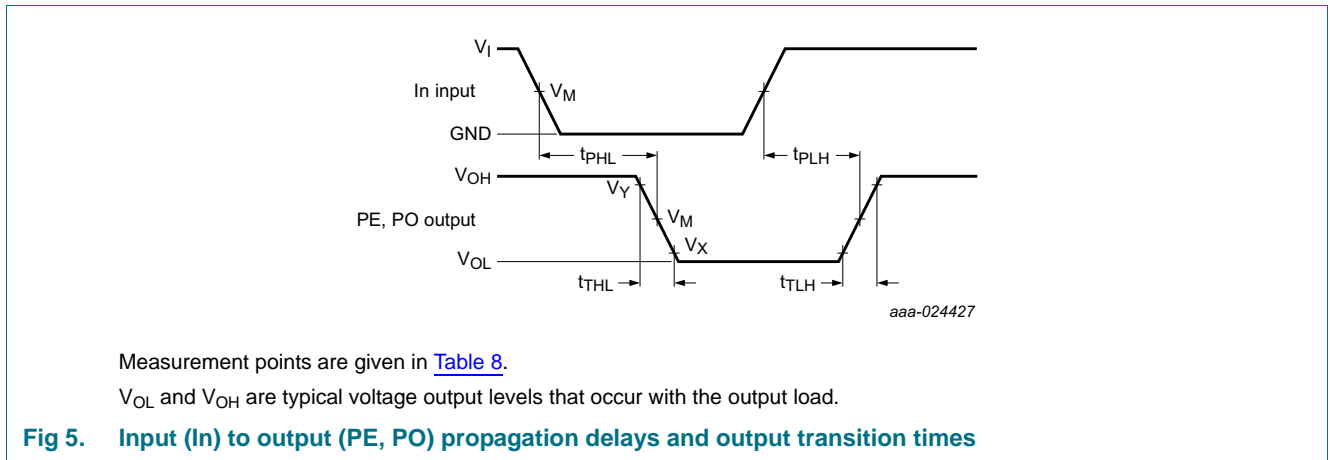 VI
In input
VM
GND
tPHL
tPLH
VOH
VY
PE, PO output
VM
VX
VOL
tTHL
tTLH
aaa-024427
Measurement points are given in Table 8.
VOL and VOH are typical voltage output levels that occur with the output load.
Fig 5. Input (In) to output (PE, PO) propagation delays and output transition times